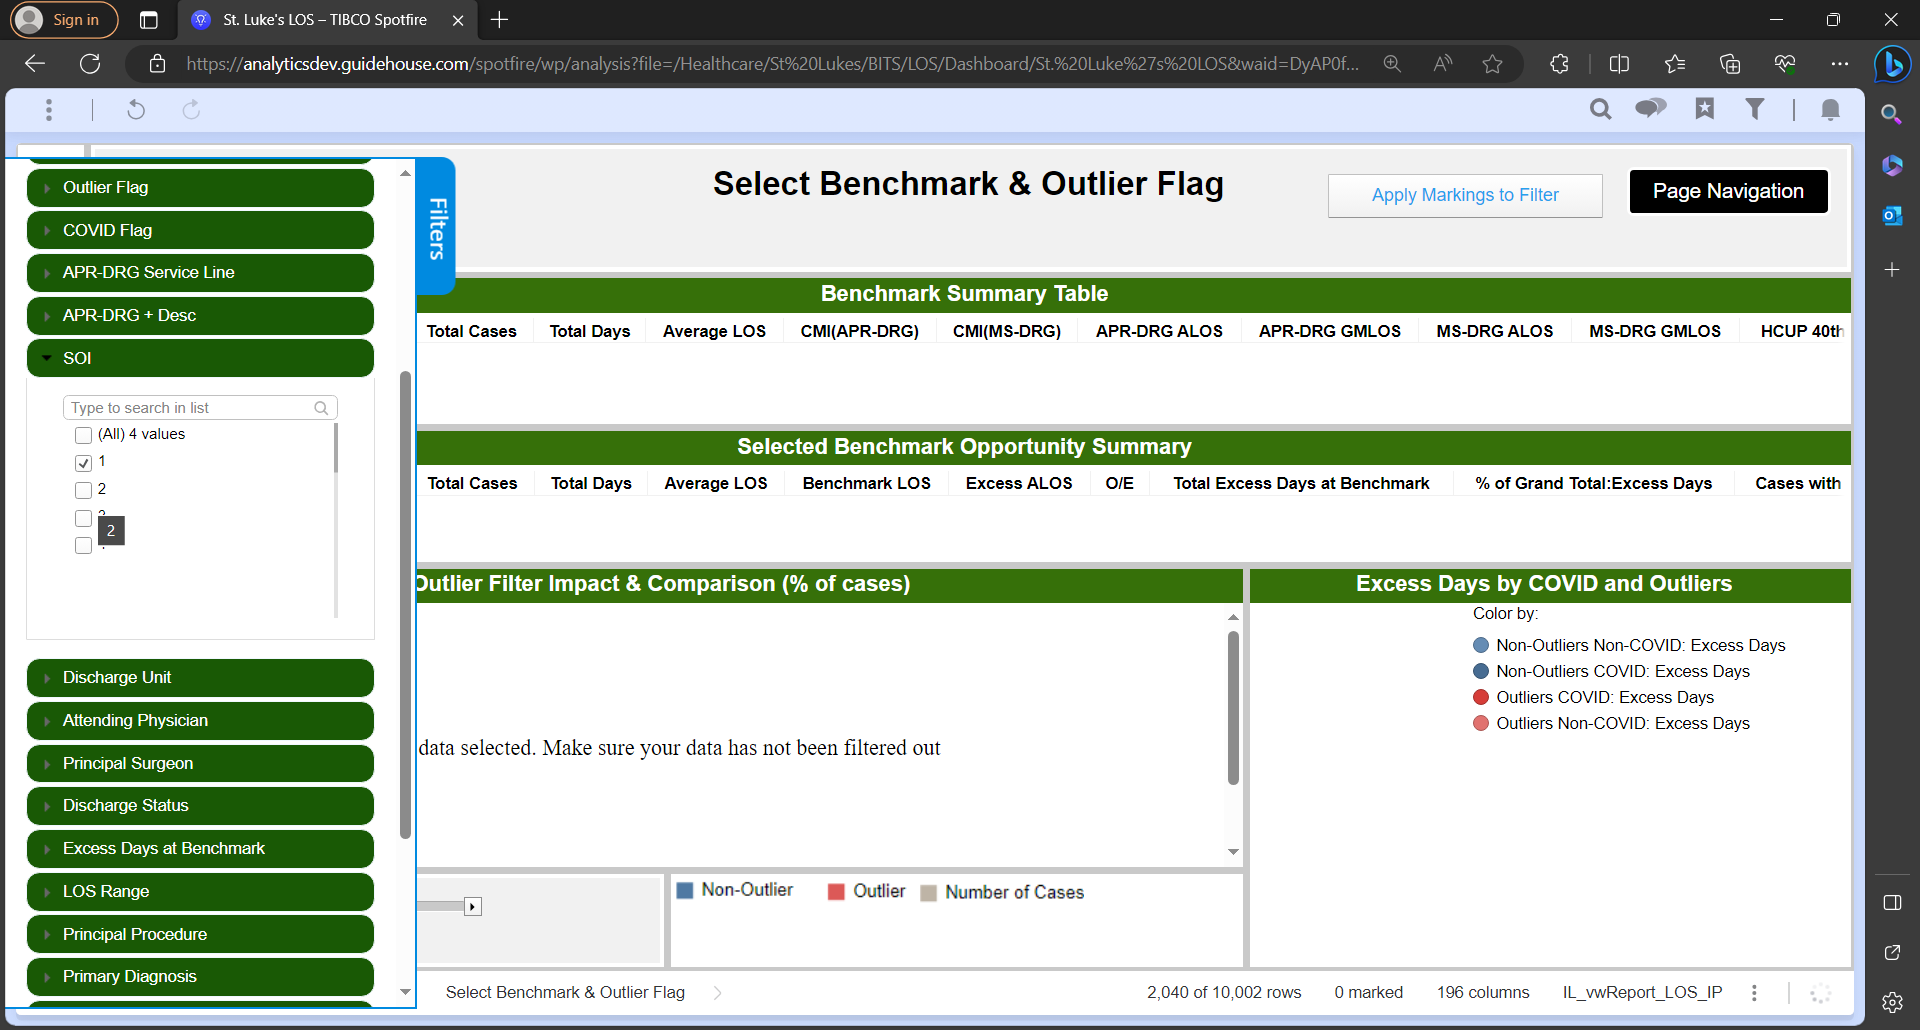 Sign in
St. Luke's LOS – TIBCO Spotfire
https://analyticsdev.guidehouse.com/spotfire/wp/analysis?file=/Healthcare/St%20Lukes/BITS/LOS/Dashboard/St.%20Luke%27s%20LOS&waid=DyAP0f...
Select Benchmark & Outlier Flag
Apply Markings to Filter
Page Navigation
Filters
Outlier Flag
COVID Flag
APR-DRG Service Line
APR-DRG + Desc
SOI
Type to search in list
(All) 4 values
1
2
2
Discharge Unit
Attending Physician
Principal Surgeon
Discharge Status
Excess Days at Benchmark
LOS Range
Principal Procedure
Primary Diagnosis
Benchmark Summary Table
Total Cases Total Days Average LOS CMI(APR-DRG) CMI(MS-DRG) APR-DRG ALOS APR-DRG GMLOS MS-DRG ALOS MS-DRG GMLOS HCUP 40th
Selected Benchmark Opportunity Summary
Total Cases Total Days Average LOS Benchmark LOS Excess ALOS O/E Total Excess Days at Benchmark % of Grand Total:Excess Days Cases with
Outlier Filter Impact & Comparison (% of cases)
data selected. Make sure your data has not been filtered out
Excess Days by COVID and Outliers
Color by:
Non-Outliers Non-COVID: Excess Days
Non-Outliers COVID: Excess Days
Outliers COVID: Excess Days
Outliers Non-COVID: Excess Days
Non-Outlier Outlier Number of Cases
Select Benchmark & Outlier Flag
2,040 of 10,002 rows 0 marked 196 columns IL_vwReport_LOS_IP